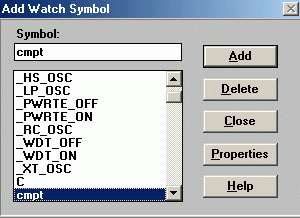 Add Watch Symbol
Symbol:
cmpt
Add
_HS_OSC
_LP_OSC
_PWRTE_OFF
_PWRTE_ON
_RC_OSC
_WDT_OFF
_WDT_ON
_XT_OSC
C
cmpt
Delete
Close
Properties
Help